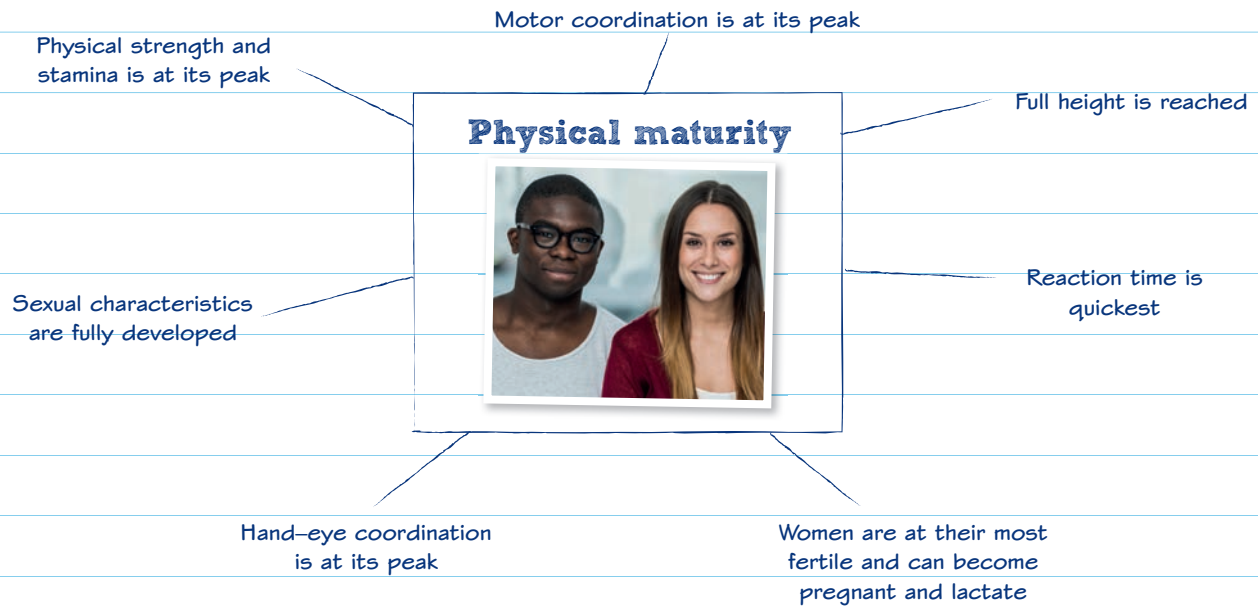 Motor coordination is at its peak
Physical strength and
stamina is at its peak
Full height is reached
Physical maturity
Sexual characteristics
are fully developed
Reaction time is
quickest
Hand–eye coordination
is at its peak
Women are at their most
fertile and can become
pregnant and lactate